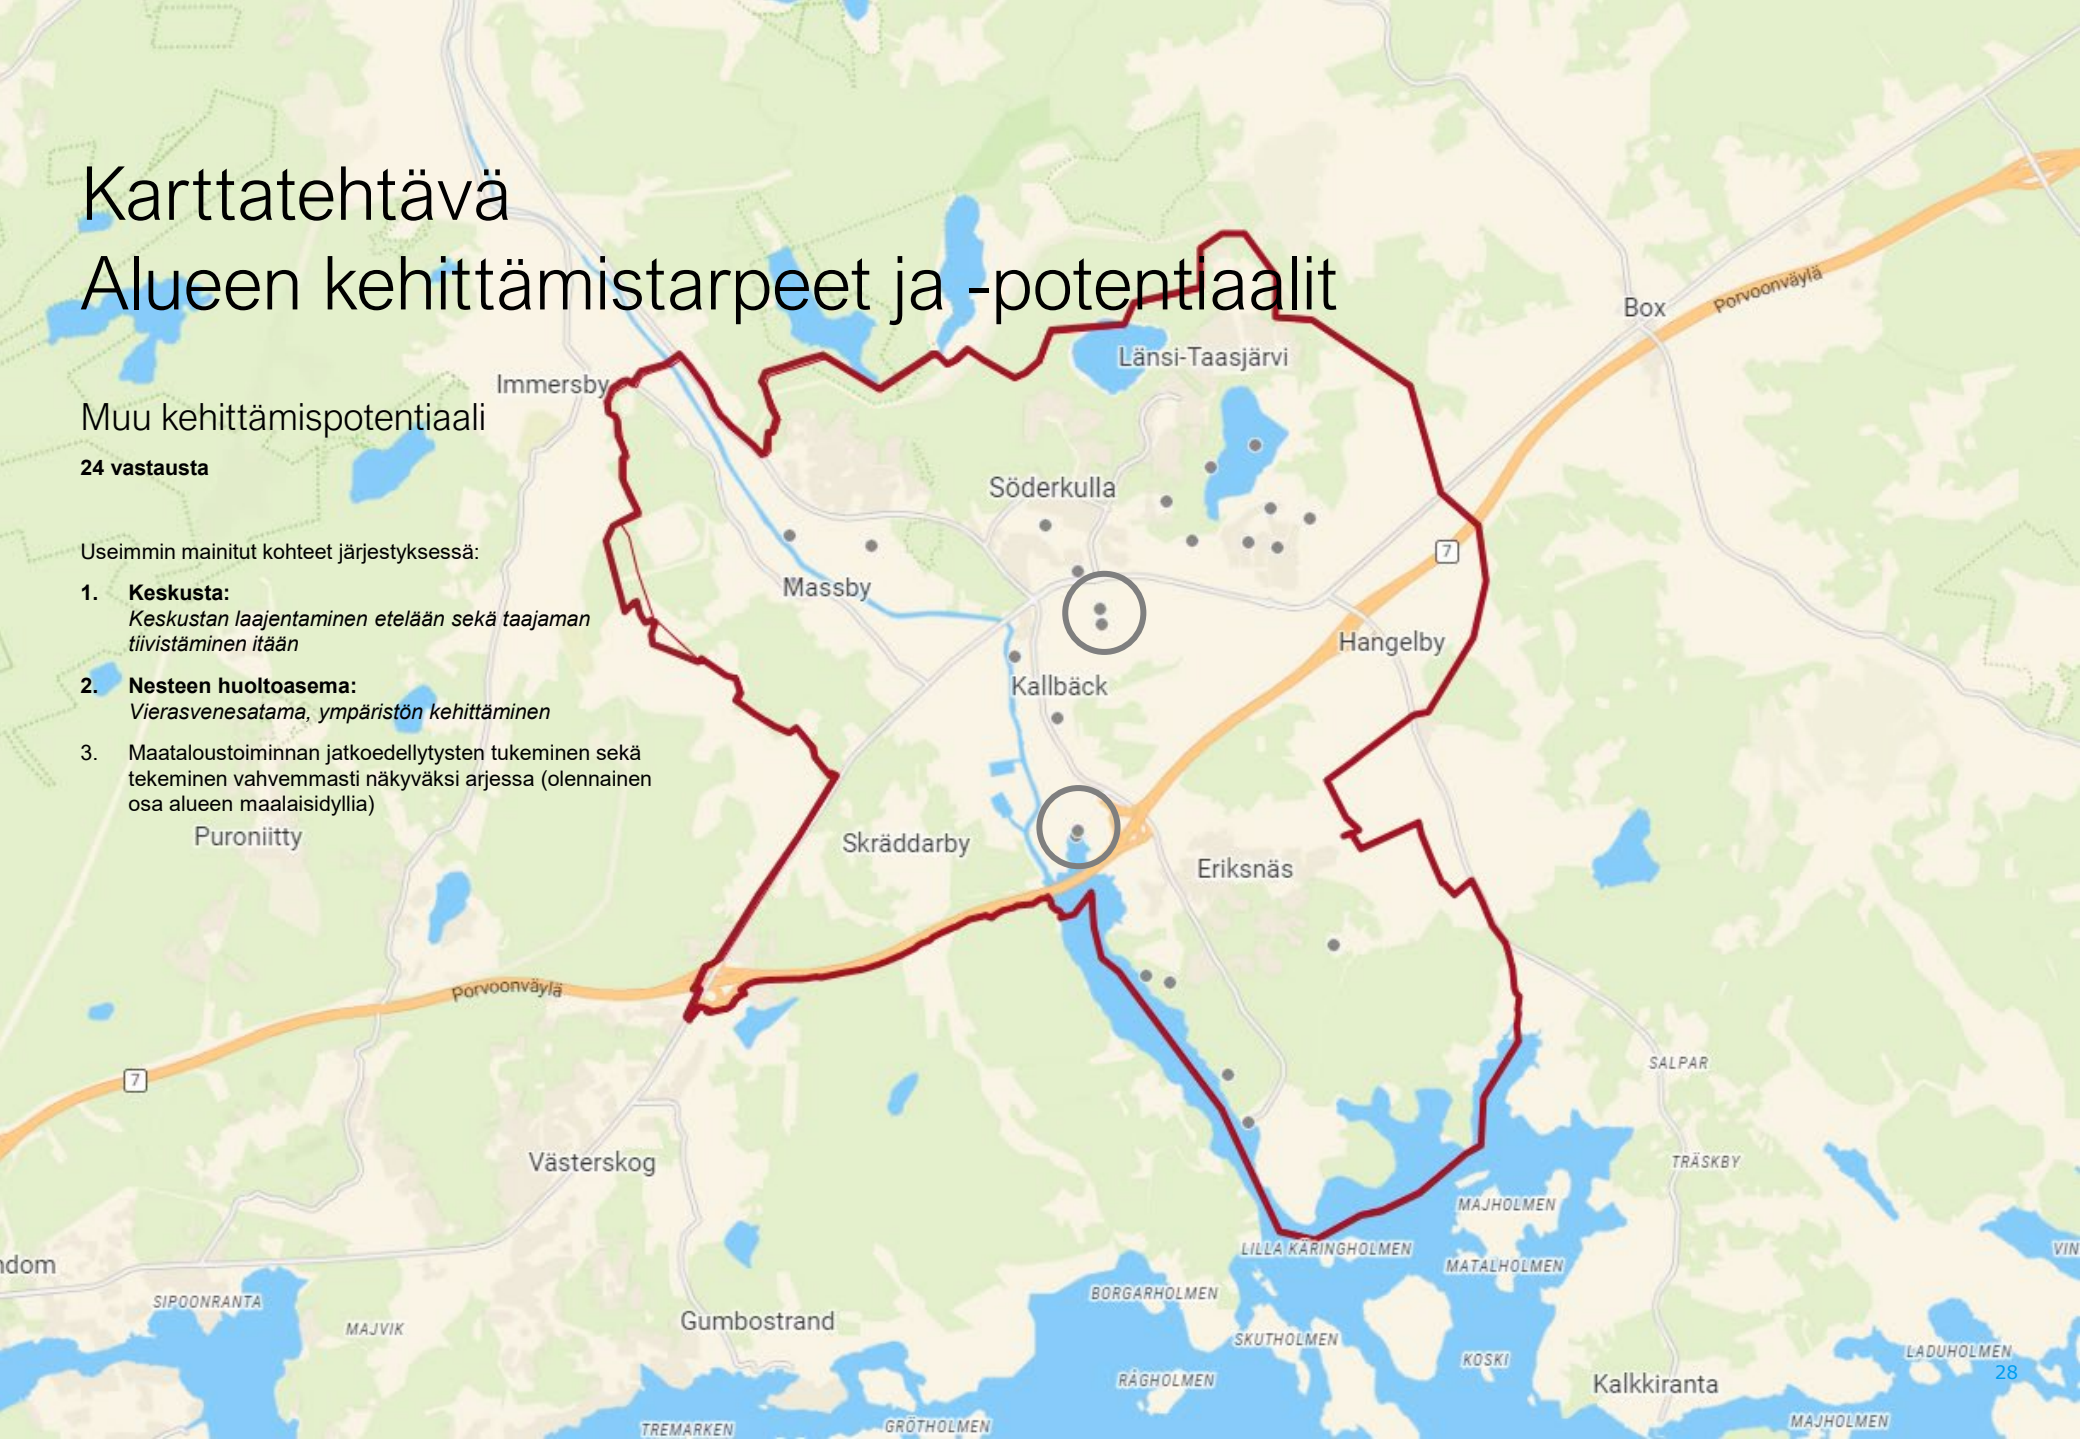 Karttatehtävä
Alueen kehittämistarpeet ja -potentiaalit
Muu kehittämispotentiaali
24 vastausta
Useimmin mainitut kohteet järjestyksessä:
1. Keskusta:
Keskustan laajentaminen etelään sekä taajaman
tiivistäminen itään
2. Nesteen huoltoasema:
Vierasvenesatama, ympäristön kehittäminen
3. Maataloustoiminnan jatkoedellytysten tukeminen sekä
tekeminen vahvemmasti näkyväksi arjessa (olennainen
osa alueen maalaisidyllia)
Box
Porvoonväylä
Länsi-Taasjärvi
Immersby
Söderkulla
7
Massby
Hangelby
Kallbäck
Puroniitty
Skräddarby
Eriksnäs
Porvoonväylä
7
SALPAR
Västerskog
TRÄSKBY
MAJHOLMEN
LILLA KÄRINGHOLMEN
MATALHOLMEN
VIN
ndom
SIPOONRANTA
BORGARHOLMEN
MAJVIK
Gumbostrand
SKUTHOLMEN
KOSKI
LADUHOLMEN
28
RÅGHOLMEN
Kalkkiranta
TREMARKEN
GRÖTHOLMEN
MAJHOLMEN